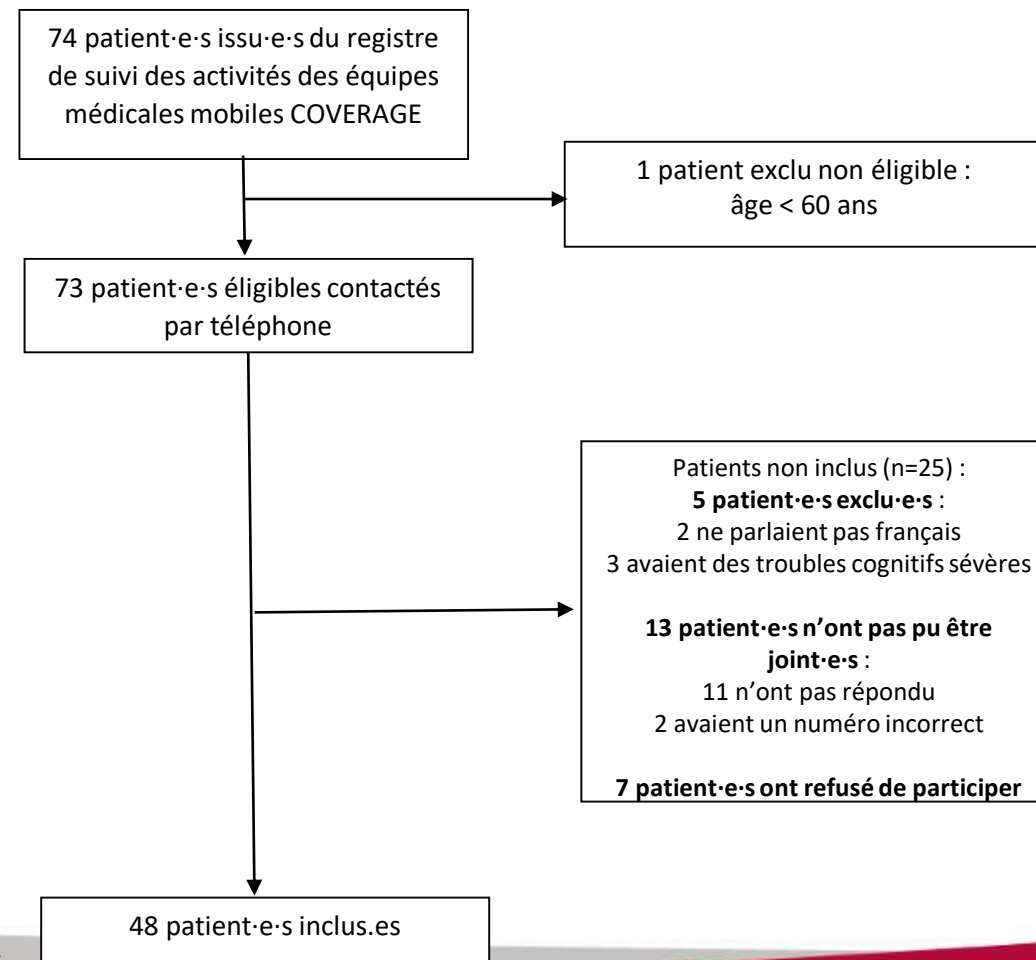 74 patient·e·s issu·e·s du registre
de suivi des activités des équipes
médicales mobiles COVERAGE
1 patient exclu non éligible :
âge < 60 ans
73 patient·e·s éligibles contactés
par téléphone
Patients non inclus (n=25) :
5 patient·e·s exclu·e·s :
2 ne parlaient pas français
3 avaient des troubles cognitifs sévères
13 patient·e·s n’ont pas pu être
joint·e·s :
11 n’ont pas répondu
2 avaient un numéro incorrect
7 patient·e·s ont refusé de participer
48 patient·e·s inclus.es